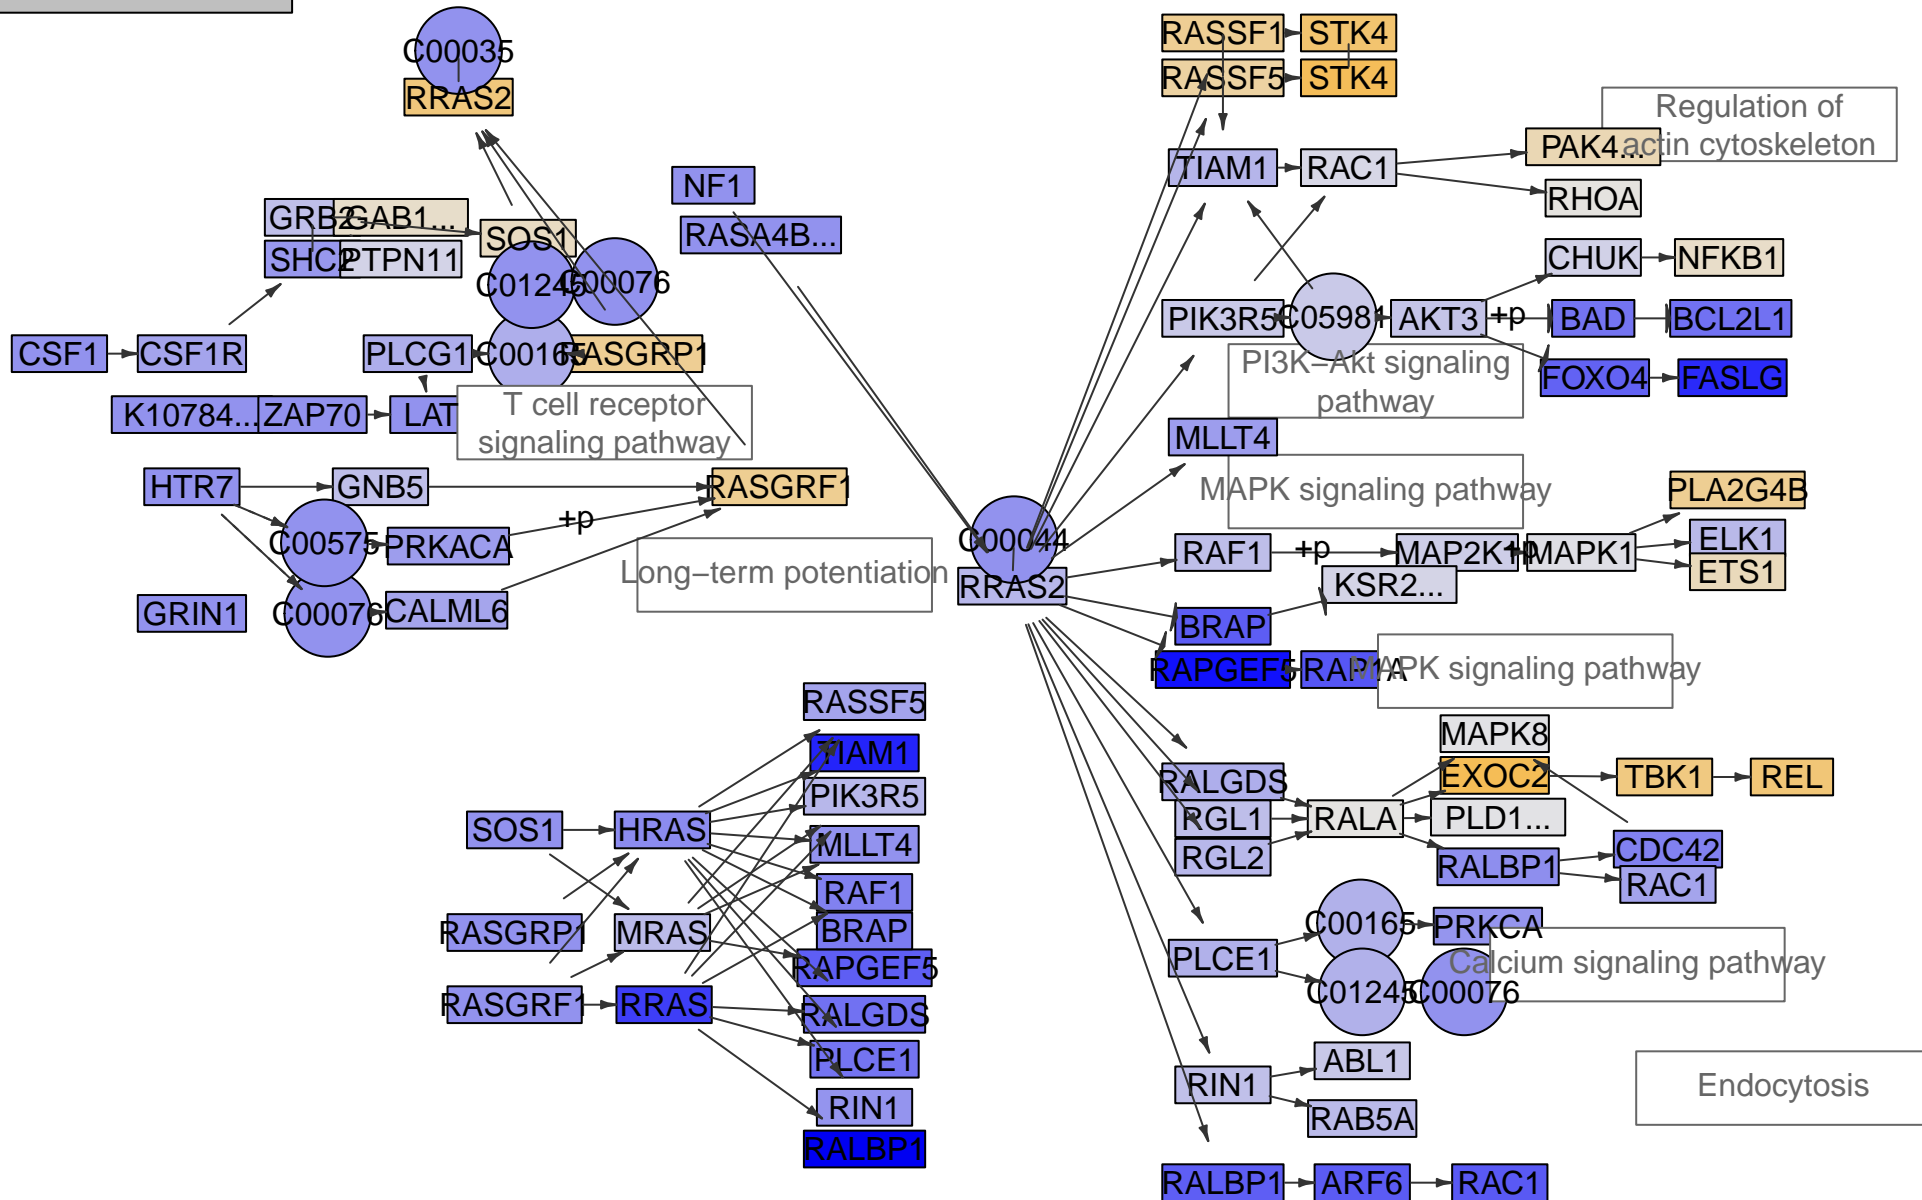 C00035
RRAS2
RASSF1
STK4
RASSF5
STK4
Regulation of
actin cytoskeleton
PAK4...
TIAM1
RAC1
RHOA
NF1
RASA4B...
GRB2
GAB1...
SOS1
SHC2
PTPN11
C01245
C00076
CHUK
NFKB1
PIK3R5
C05981
AKT3
+p
BAD
BCL2L1
CSF1
CSF1R
PLCG1
C00165
RASGRP1
PI3K–Akt signaling
pathway
FOXO4
FASLG
K10784...
ZAP70
LAT
T cell receptor
signaling pathway
MLLT4
HTR7
GNB5
RASGRF1
MAPK signaling pathway
PLA2G4B
C00575
PRKACA
+p
C00044
RRAS2
RAF1
+p
MAP2K1
+p
MAPK1
ELK1
ETS1
Long–term potentiation
KSR2...
GRIN1
C00076
CALML6
BRAP
RAPGEF5
RAP1A
MAPK signaling pathway
RASSF5
TIAM1
PIK3R5
MLLT4
RAF1
BRAP
RAPGEF5
RALGDS
PLCE1
RIN1
RALBP1
SOS1
HRAS
RASGRP1
MRAS
RASGRF1
RRAS
MAPK8
RALGDS
EXOC2
TBK1
REL
RGL1
RALA
PLD1...
RGL2
RALBP1
CDC42
RAC1
C00165
PRKCA
PLCE1
Calcium signaling pathway
C01245
C00076
RIN1
ABL1
RAB5A
Endocytosis
RALBP1
ARF6
RAC1